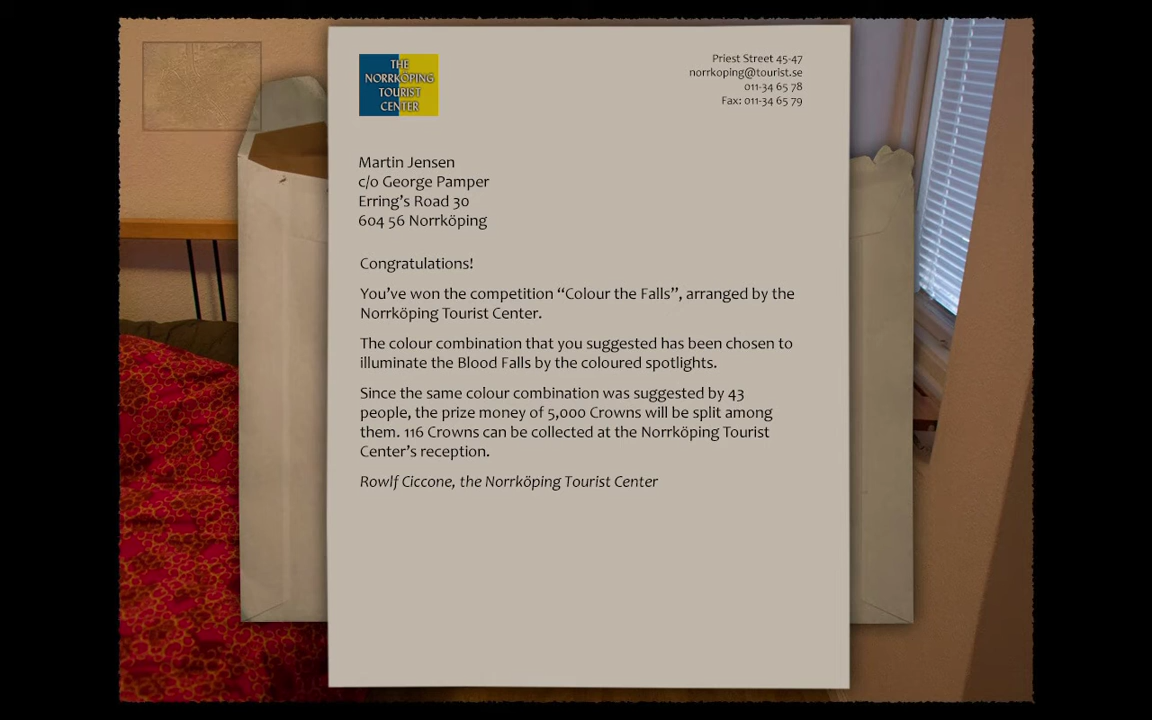 THE
NORRKÖPING
TOURIST
CENTER
Priest Street 45-47
norrkoping@tourist.se
011-34 65 78
Fax: 011-34 65 79
Martin Jensen
c/o George Pamper
Erring's Road 30
604 56 Norrköping
Congratulations!
You've won the competition “Colour the Falls”, arranged by the
Norrköping Tourist Center.
The colour combination that you suggested has been chosen to
illuminate the Blood Falls by the coloured spotlights.
Since the same colour combination was suggested by 43
people, the prize money of 5,000 Crowns will be split among
them. 116 Crowns can be collected at the Norrköping Tourist
Center's reception.
Rowlf Ciccone, the Norrköping Tourist Center